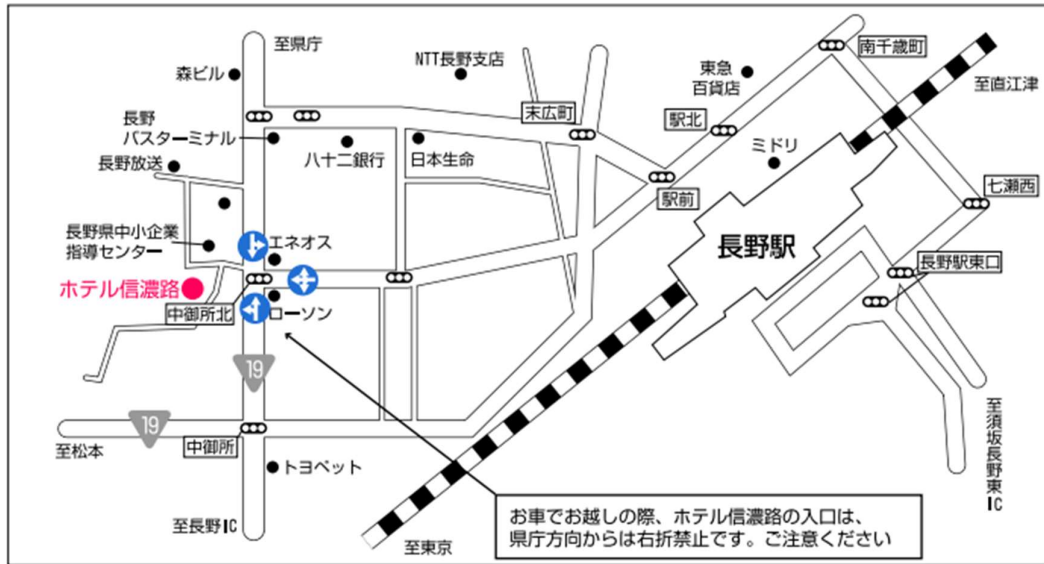 至県庁
森ビル
NTT長野支店
東急
百貨店
南千歳町
至直江津
長野
バスターミナル
八十二銀行
日本生命
末広町
駅北
ミドリ
長野放送
駅前
七瀬西
長野県中小企業
指導センター
エネオス
長野駅
長野駅東口
ホテル信濃路
中御所北
ローソン
19
19
至松本
中御所
トヨペット
至長野IC
至東京
至須坂長野東IC
お車でお越しの際、ホテル信濃路の入口は、
県庁方向からは右折禁止です。ご注意ください